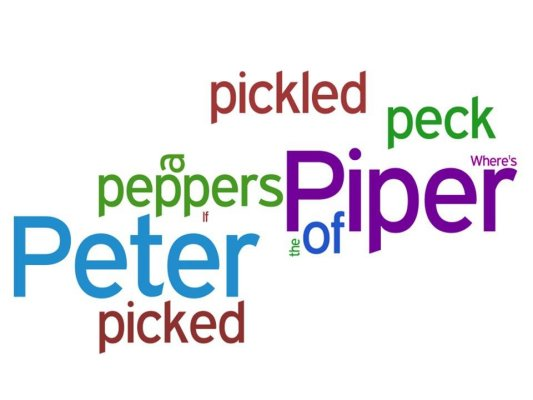 pickled
peck
a
Where's
peppers
Piper
If
the
of
Peter
picked